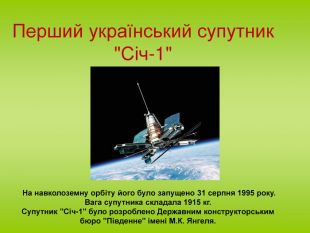 Перший український супутник
"Січ-1"
На навколоземну орбіту його було запущено 31 серпня 1995 року.
Вага супутника складала 1915 кг.
Супутник "Січ-1" було розроблено Державним конструкторським
бюро "Південне" імені М.К. Янгеля.